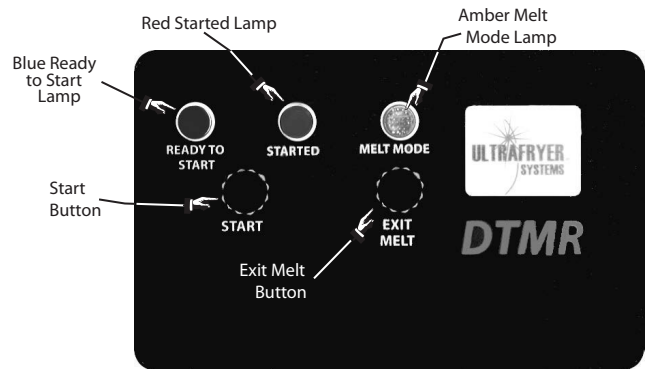 Red Started Lamp
Amber Melt
Mode Lamp
Blue Ready
to Start
Lamp
READY TO
START
STARTED
MELT MODE
ULTRAFRYER
SYSTEMS
Start
Button
START
EXIT
MELT
DTMR
Exit Melt
Button